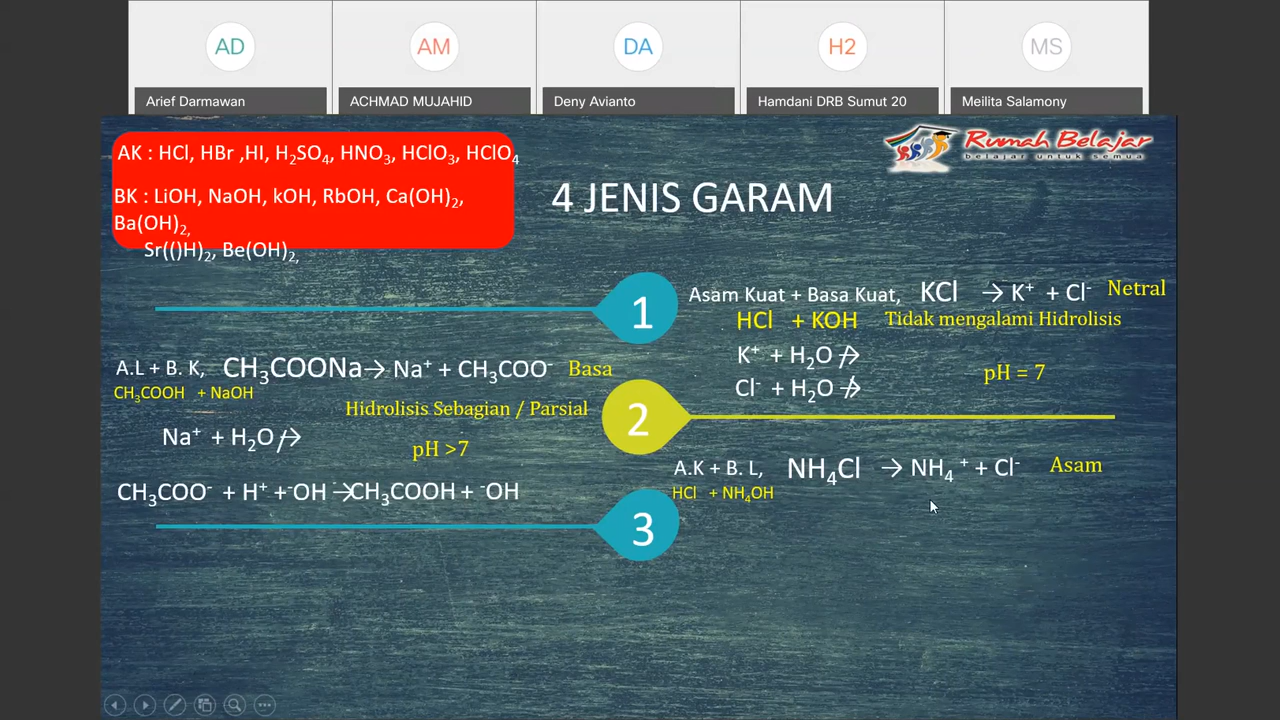 AD
AM
DA
H2
MS
Arief Darmawan
ACHMAD MUJAHID
Deny Avianto
Hamdani DRB Sumut 20
Meilita Salamony
AK : HCl, HBr ,HI, H₂SO₄, HNO₃, HClO₃, HClO₄
BK : LiOH, NaOH, kOH, RbOH, Ca(OH)₂,
Ba(OH)₂,
Sr(()H)₂, Be(OH)₂,
Rumah Belajar
belajar untuk semua
4 JENIS GARAM
1
Asam Kuat + Basa Kuat, KCl → K⁺ + Cl⁻ Netral
HCl + KOH Tidak mengalami Hidrolisis
K⁺ + H₂O ↛
Cl⁻ + H₂O ↛
pH = 7
2
A.L + B. K, CH₃COONa → Na⁺ + CH₃COO⁻ Basa
CH₃COOH + NaOH
Hidrolisis Sebagian / Parsial
Na⁺ + H₂O ↛
pH >7
CH₃COO⁻ + H⁺ + ⁻OH → CH₃COOH + ⁻OH
3
A.K + B. L, NH₄Cl → NH₄⁺ + Cl⁻ Asam
HCl + NH₄OH